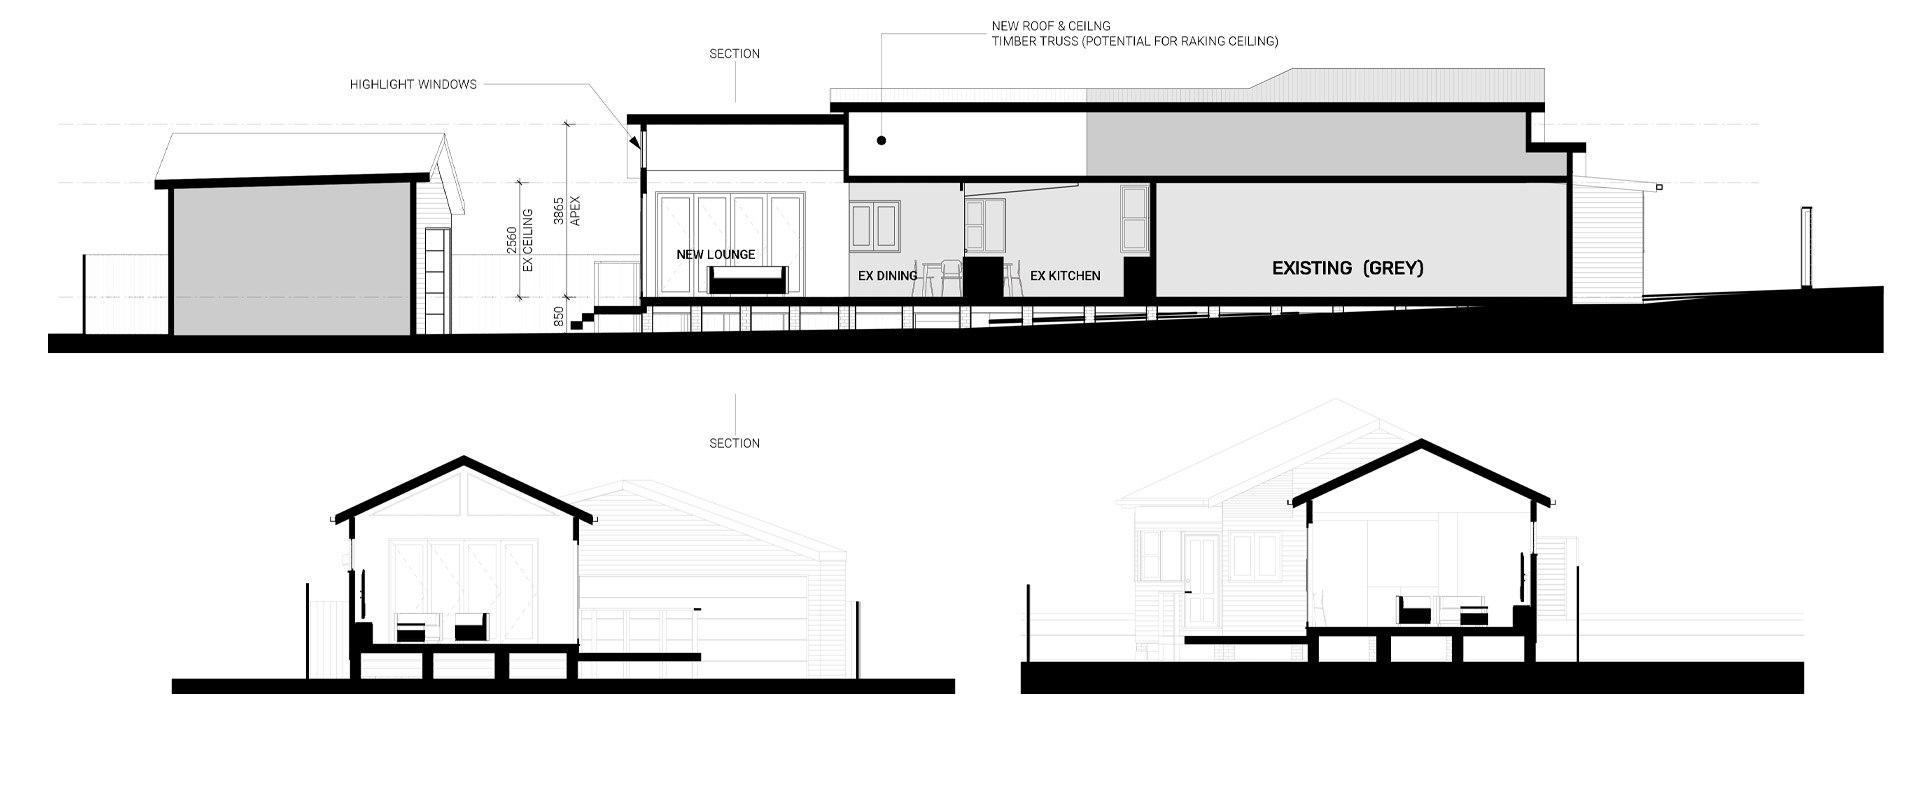 NEW ROOF & CEILNG
TIMBER TRUSS (POTENTIAL FOR RAKING CEILING)
SECTION
HIGHLIGHT WINDOWS
2560
EX CEILING
3865
APEX
850
NEW LOUNGE
EX DINING
EX KITCHEN
EXISTING (GREY)
SECTION